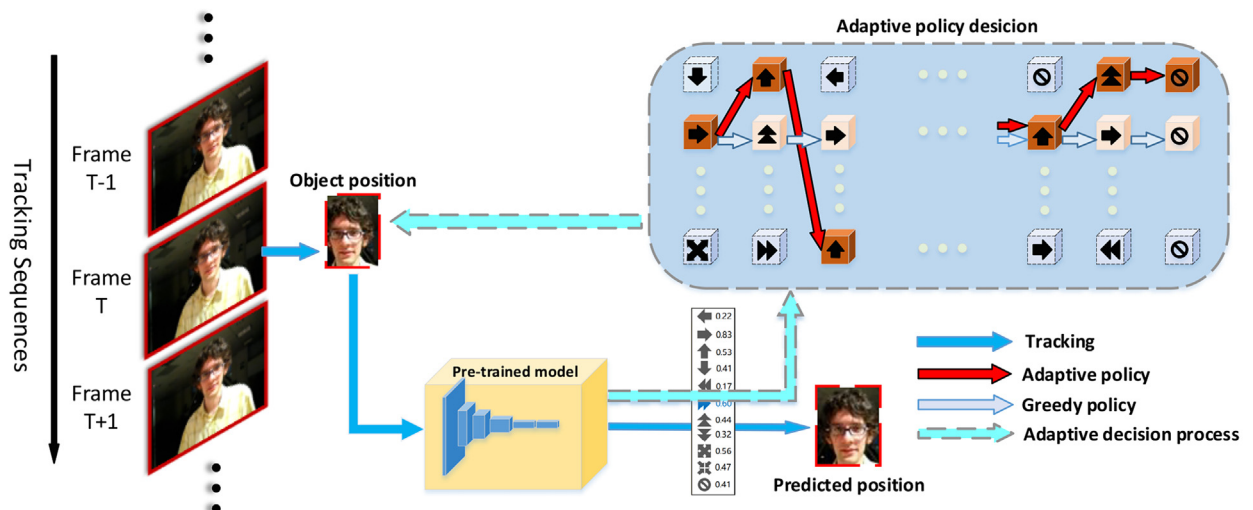 Adaptive policy desicion
Tracking Sequences
Frame
T-1
Frame
T
Frame
T+1
Object position
Pre-trained model
0.22
0.83
0.53
0.41
0.17
0.60
0.44
0.32
0.56
0.47
0.41
Predicted position
Tracking
Adaptive policy
Greedy policy
Adaptive decision process